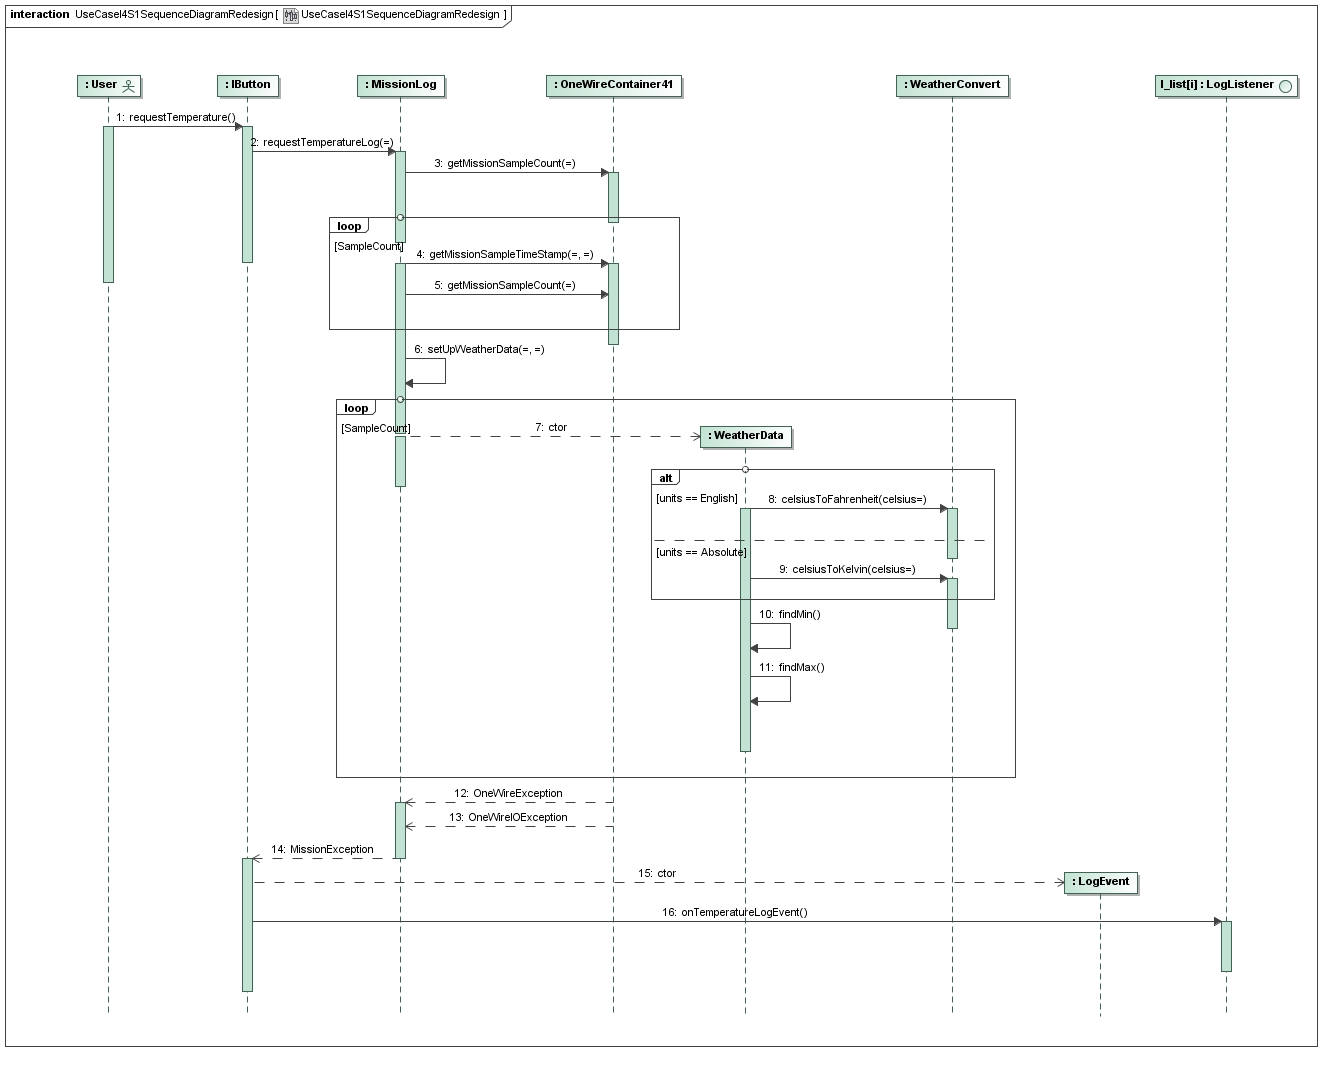 interaction UseCaseI4S1SequenceDiagramRedesign[ UseCaseI4S1SequenceDiagramRedesign ]
: User
: IButton
: MissionLog
: OneWireContainer41
: WeatherConvert
l_list[i] : LogListener
1: requestTemperature()
2: requestTemperatureLog(=)
3: getMissionSampleCount(=)
loop
[SampleCount]
4: getMissionSampleTimeStamp(=, =)
5: getMissionSampleCount(=)
6: setUpWeatherData(=, =)
loop
[SampleCount]
7: ctor
: WeatherData
alt
[units == English]
8: celsiusToFahrenheit(celsius=)
[units == Absolute]
9: celsiusToKelvin(celsius=)
10: findMin()
11: findMax()
12: OneWireException
13: OneWireIOException
14: MissionException
15: ctor
: LogEvent
16: onTemperatureLogEvent()